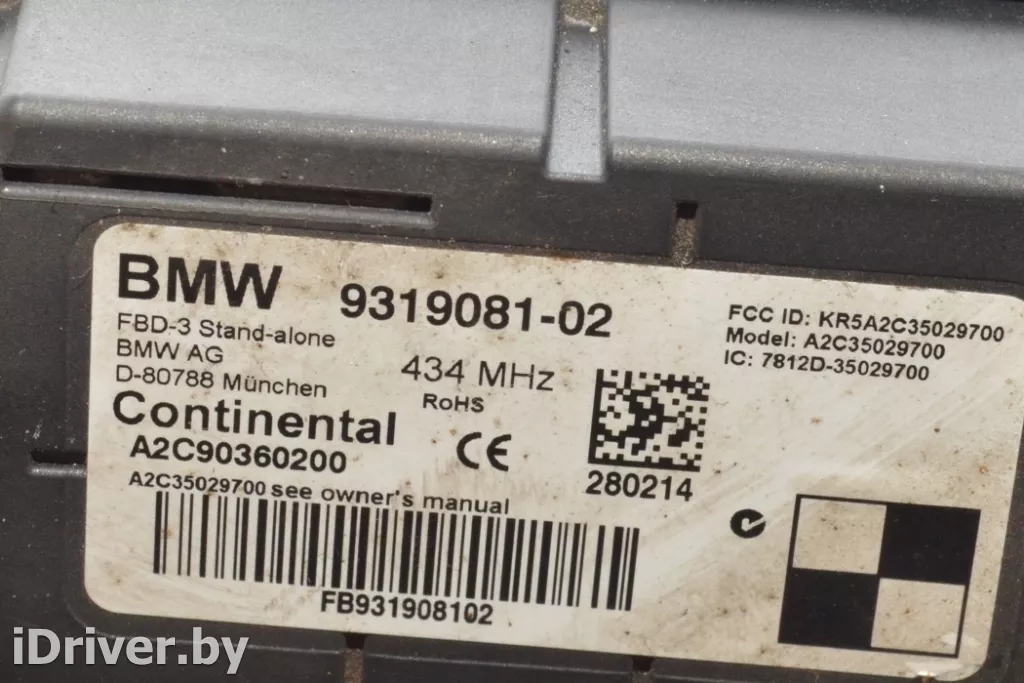 BMW 9319081-02
FBD-3 Stand-alone
BMW AG
D-80788 München
434 MHz
RoHS
FCC ID: KR5A2C35029700
Model: A2C35029700
IC: 7812D-35029700
Continental
A2C90360200
CE
280214
A2C35029700 see owner's manual
FB931908102
iDriver.by